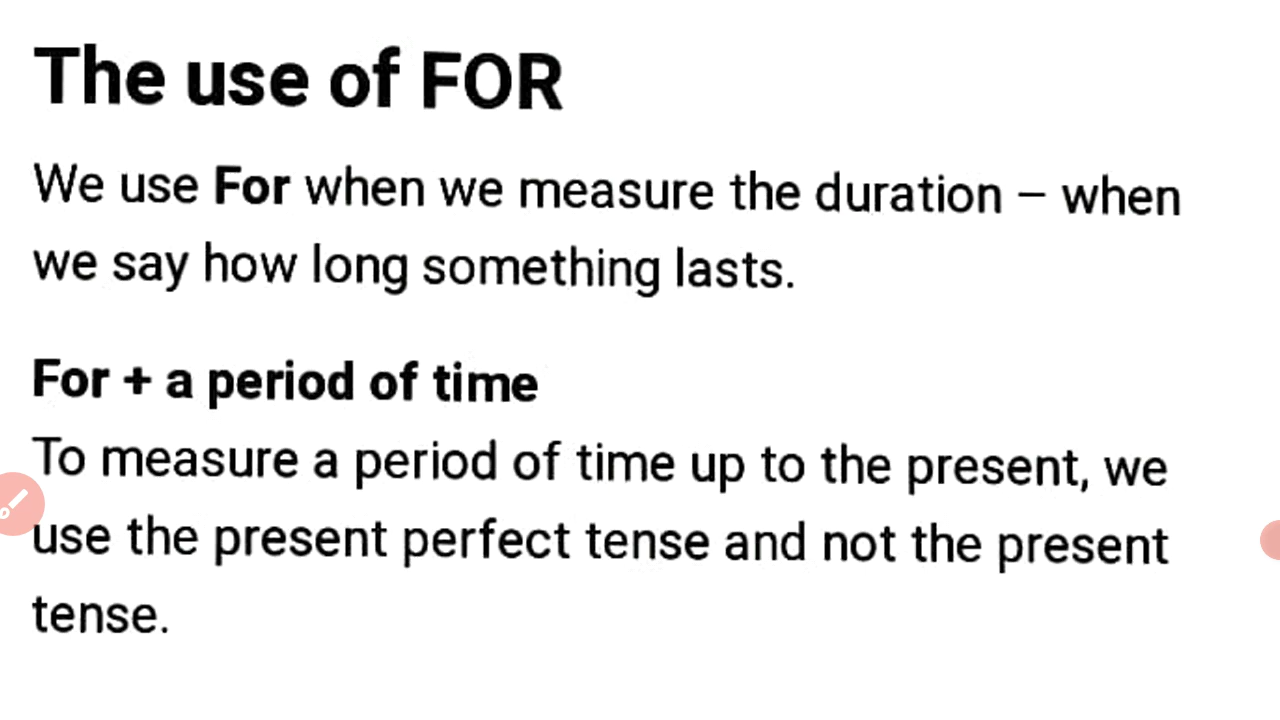 The use of FOR
We use For when we measure the duration – when
we say how long something lasts.
For + a period of time
To measure a period of time up to the present, we
use the present perfect tense and not the present
tense.